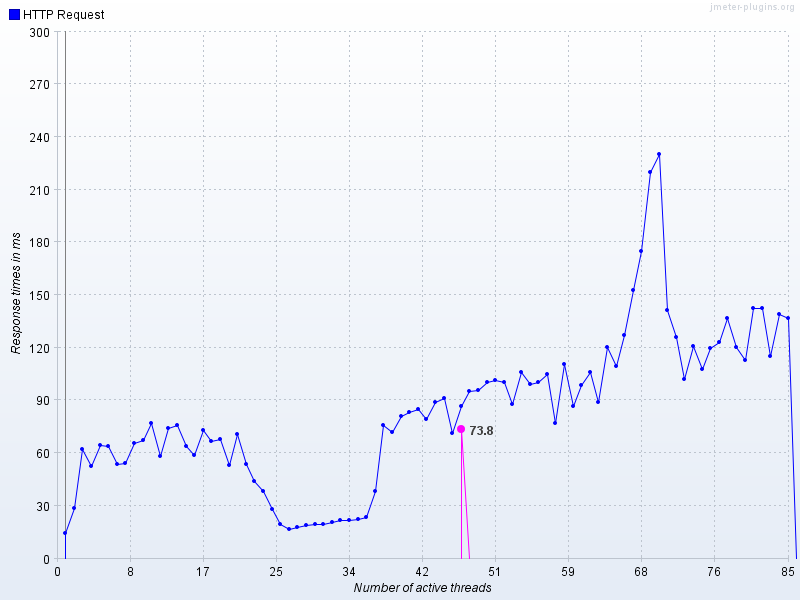 jmeter-plugins.org
HTTP Request
300
270
240
210
180
150
120
90
60
30
0
Response times in ms
73.8
0 8 17 25 34 42 51 59 68 76 85
Number of active threads